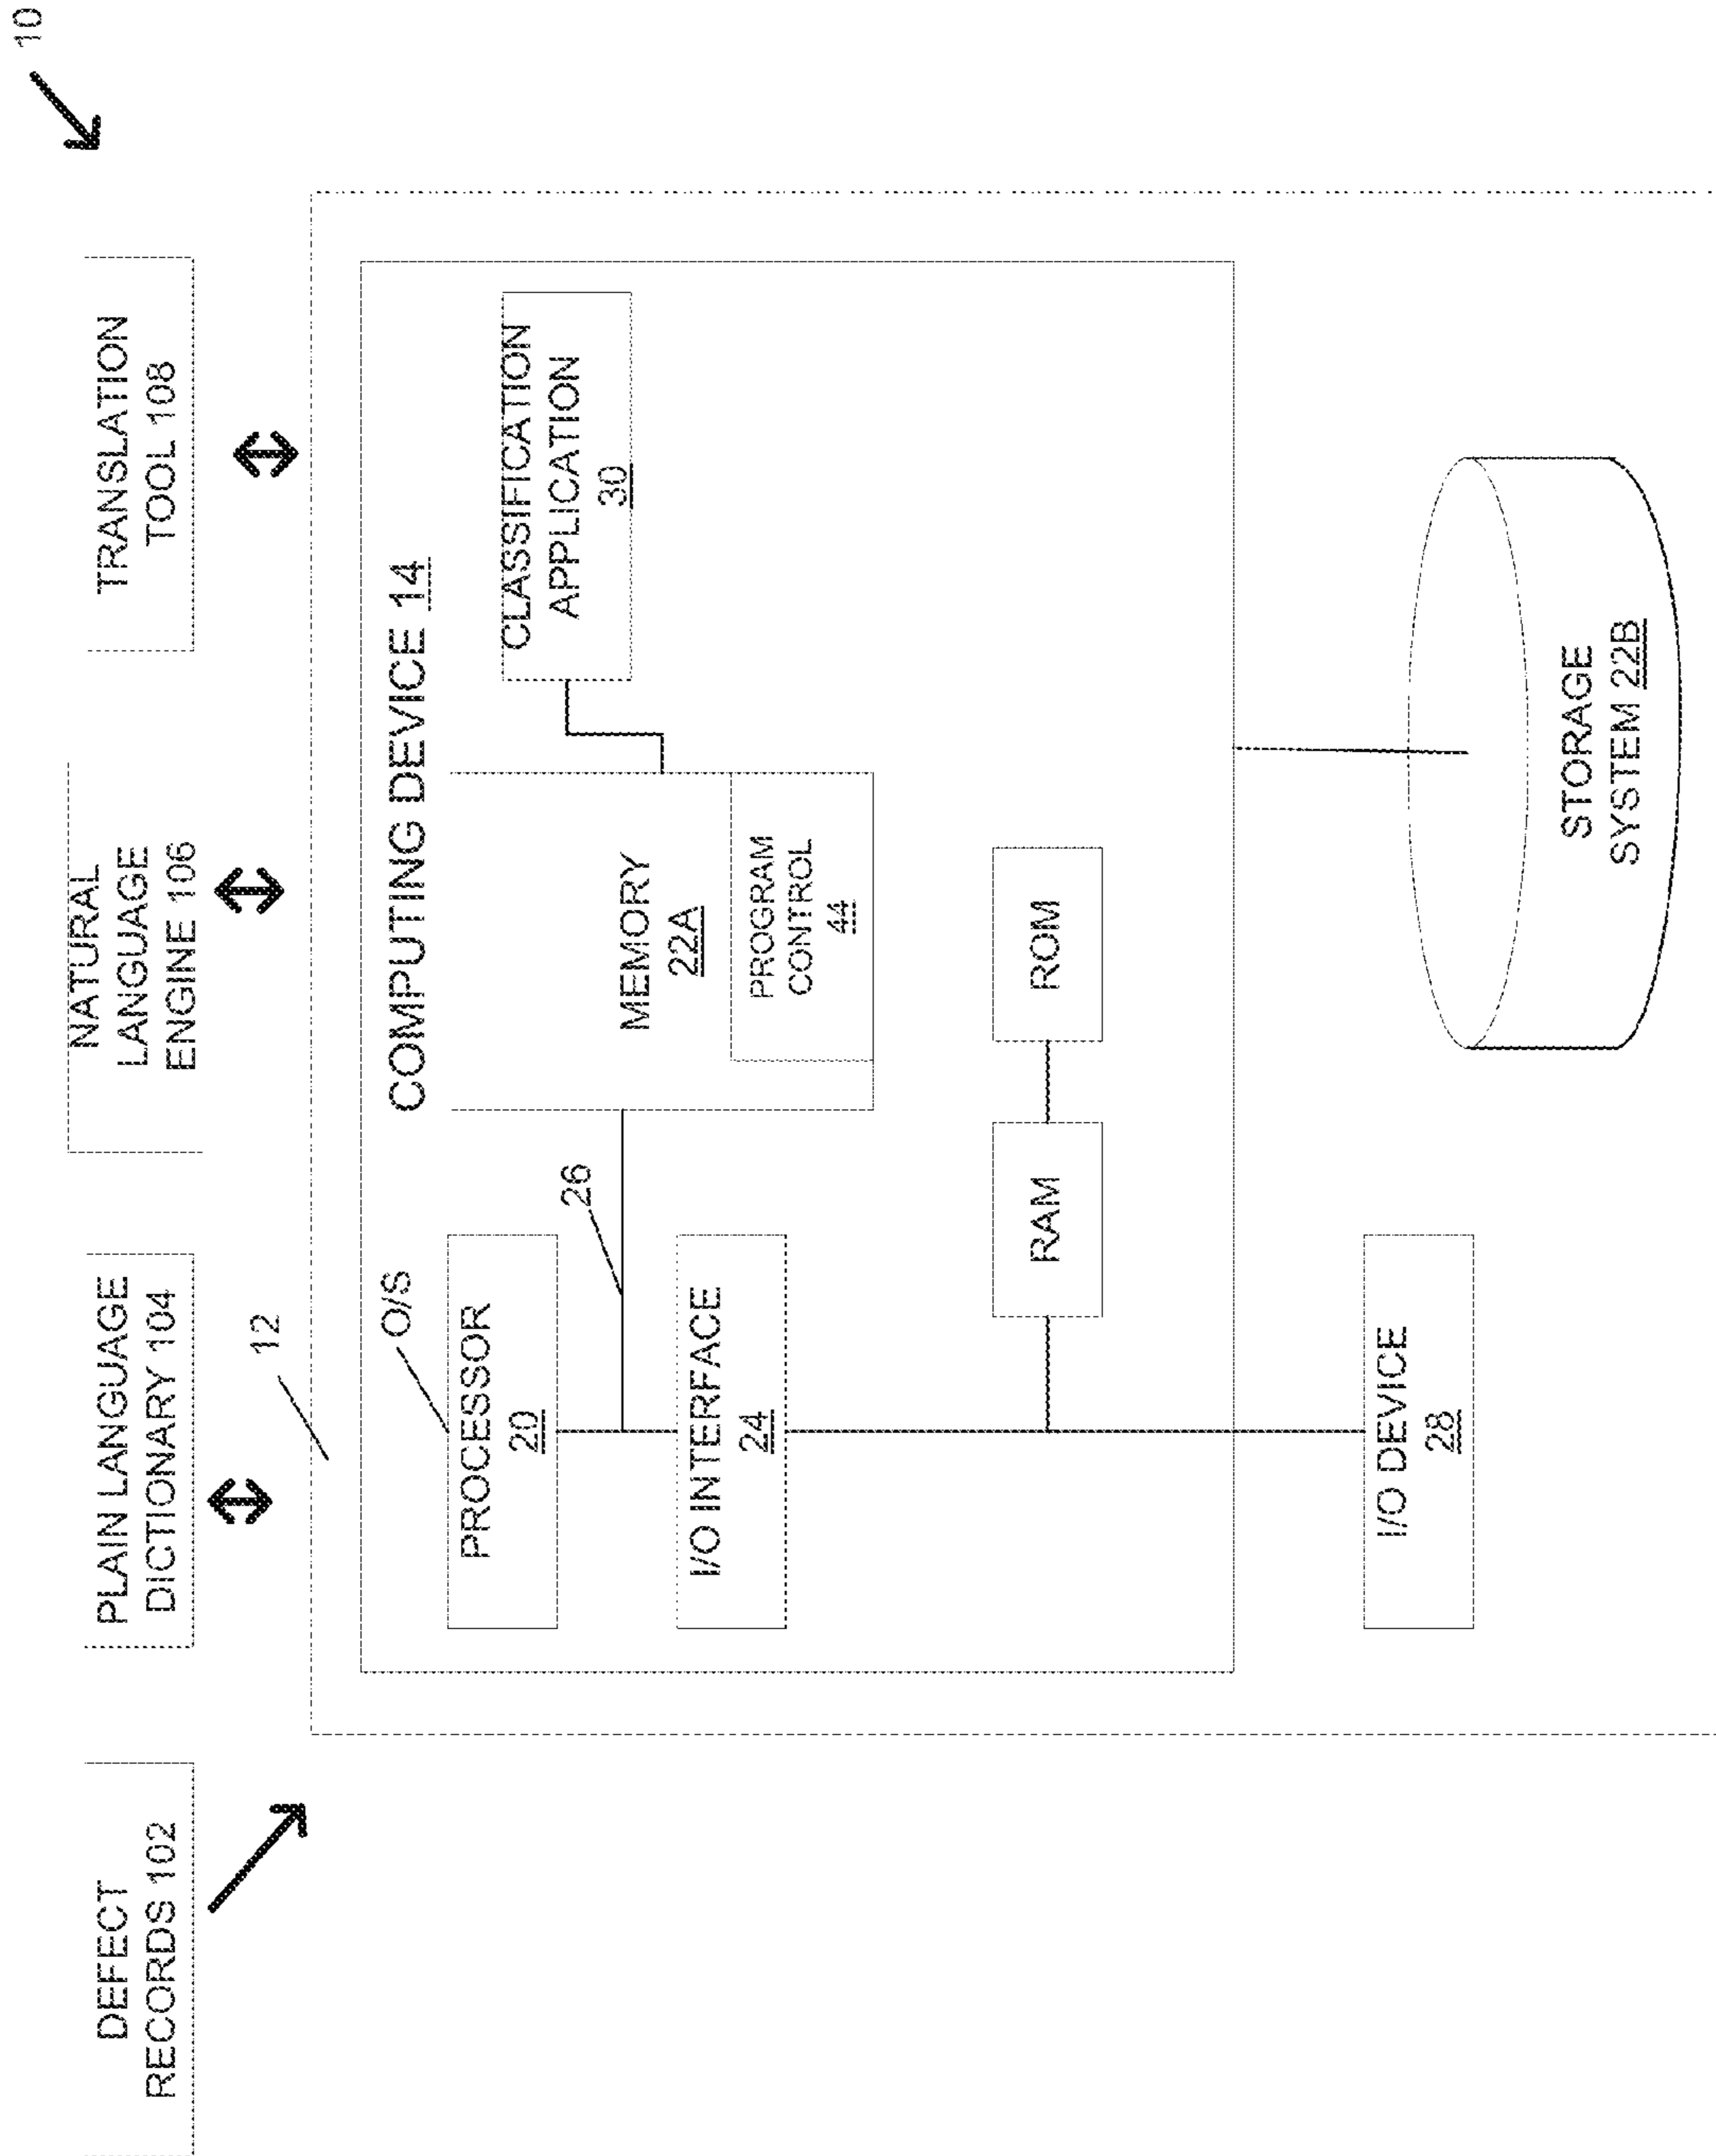 10
DEFECT
RECORDS 102
PLAIN LANGUAGE
DICTIONARY 104
NATURAL
LANGUAGE
ENGINE 106
TRANSLATION
TOOL 108
12
COMPUTING DEVICE 14
O/S
PROCESSOR
20
26
MEMORY
22A
PROGRAM
CONTROL
44
CLASSIFICATION
APPLICATION
30
I/O INTERFACE
24
RAM
ROM
I/O DEVICE
28
STORAGE
SYSTEM 22B